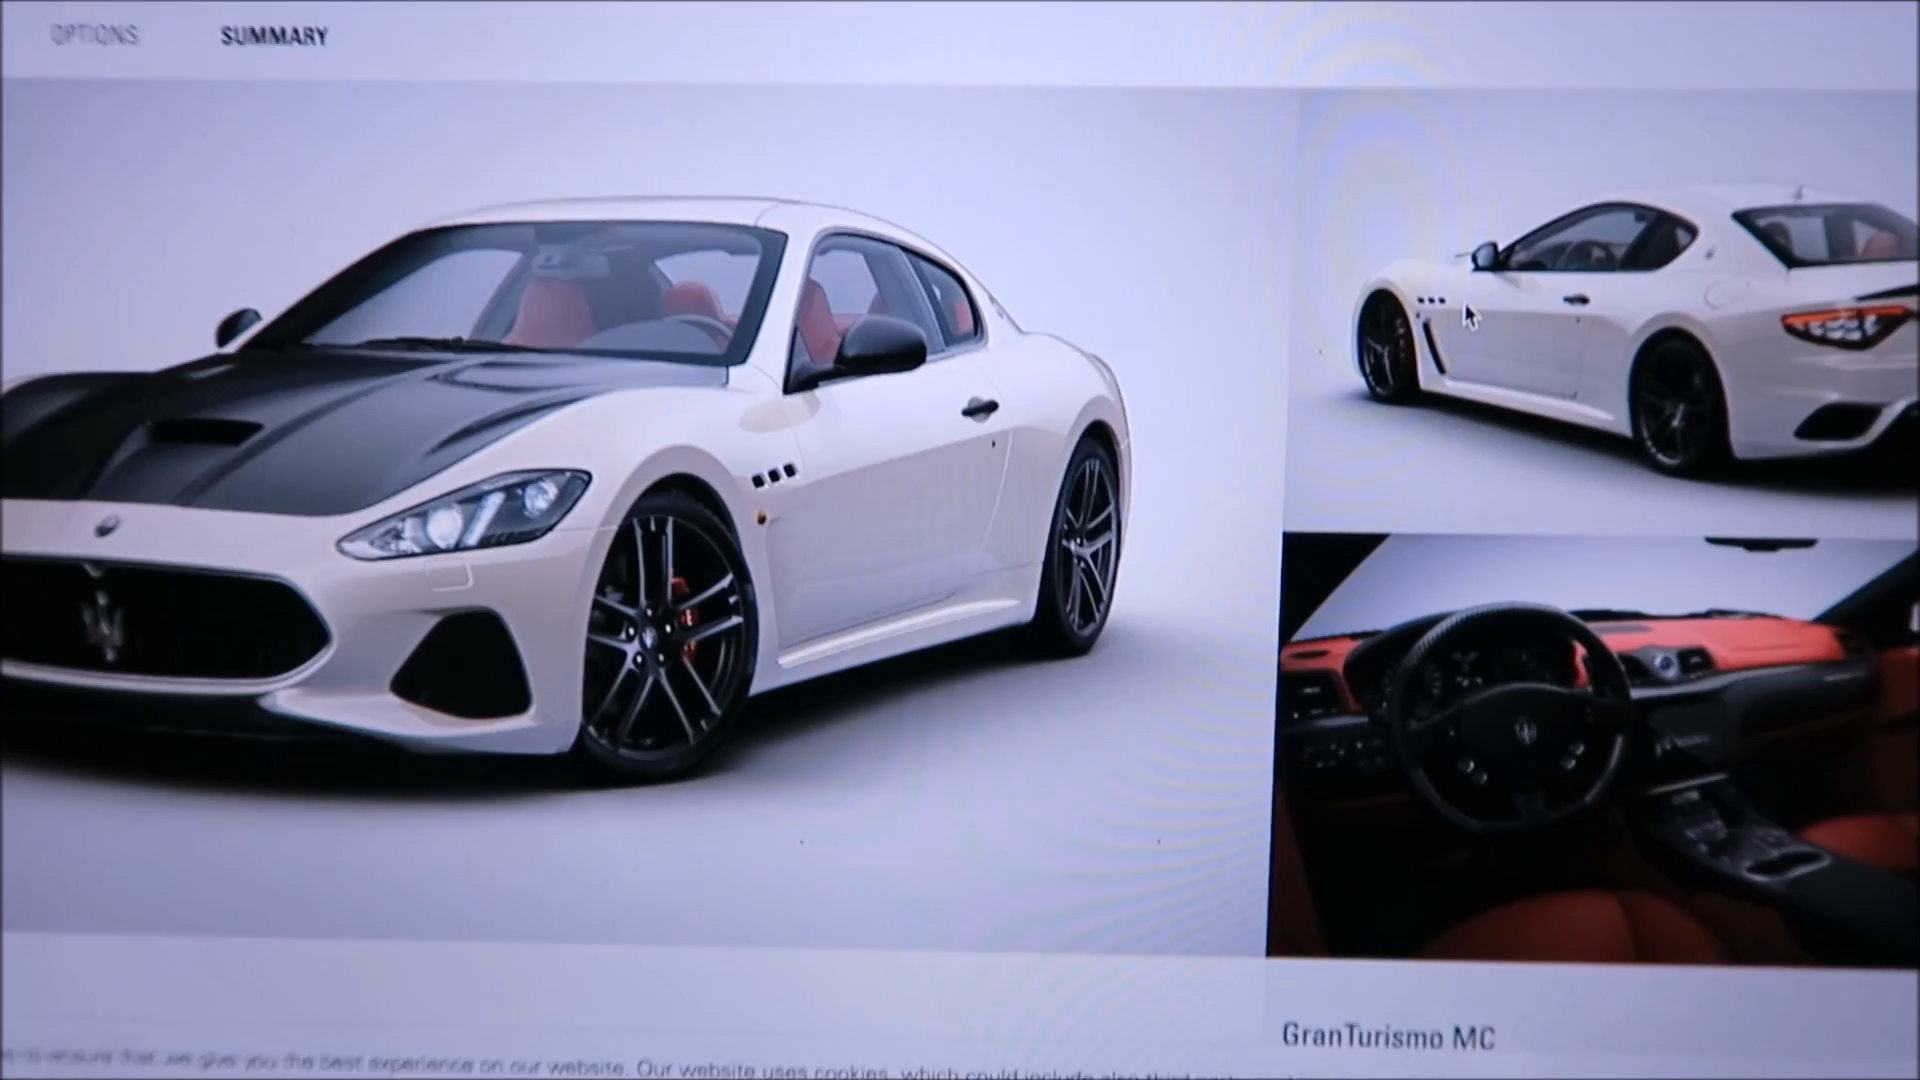 OPTIONS SUMMARY
GranTurismo MC
to ensure that we give you the best experience on our website. Our website uses cookies, which could include also third